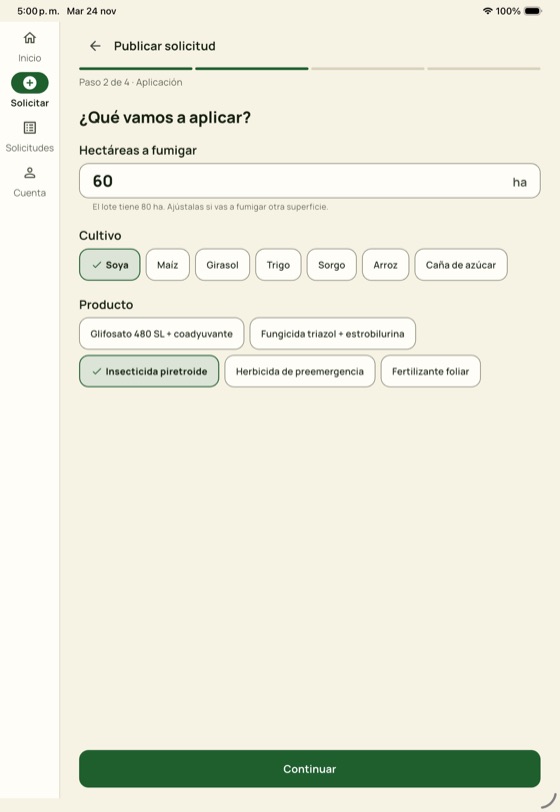 5:00 p. m. Mar 24 nov
100%
Inicio
Solicitar
Solicitudes
Cuenta
Publicar solicitud
Paso 2 de 4 · Aplicación
¿Qué vamos a aplicar?
Hectáreas a fumigar
60 ha
El lote tiene 80 ha. Ajústalas si vas a fumigar otra superficie.
Cultivo
Soya Maíz Girasol Trigo Sorgo Arroz Caña de azúcar
Producto
Glifosato 480 SL + coadyuvante Fungicida triazol + estrobilurina
Insecticida piretroide Herbicida de preemergencia Fertilizante foliar
Continuar